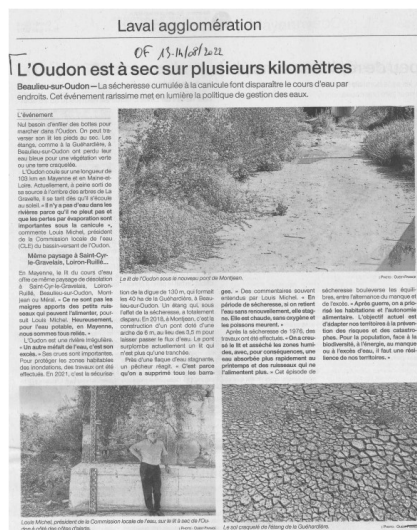 Laval agglomération
OF 13-14/08/2022
L'Oudon est à sec sur plusieurs kilomètres
Beaulieu-sur-Oudon — La sécheresse cumulée à la canicule font disparaître le cours d'eau par
endroits. Cet événement rarissime met en lumière la politique de gestion des eaux.
L'événement
Nul besoin d'enfiler des bottes pour
marcher dans l'Oudon. On peut tra-
verser son lit les pieds au sec. Les
étangs, comme à la Guéhardière, à
Beaulieu-sur-Oudon ont perdu leur
eau bleue pour une végétation verte
ou une terre craquelée.
L'Oudon coule sur une longueur de
103 km en Mayenne et en Maine-et-
Loire. Actuellement, à peine sorti de
sa source à l'ombre des arbres de La
Gravelle, il se tarit dès qu'il s'écoule
au soleil. « Il n'y a pas d'eau dans les
rivières parce qu'il ne pleut pas et
que les pertes par évaporation sont
importantes sous la canicule »,
commente Louis Michel, président
de la Commission locale de l'eau
(CLE) du bassin-versant de l'Oudon.
Même paysage à Saint-Cyr-
le-Gravelais, Loiron-Ruillé…
En Mayenne, le lit du cours d'eau
offre ce même paysage de désolation
à Saint-Cyr-le-Gravelais, Loiron-
Ruillé, Beaulieu-sur-Oudon, Mont-
jean ou Méral. « Ce ne sont pas les
maigres apports des petits ruis-
seaux qui peuvent l'alimenter, pour-
suit Louis Michel. Heureusement,
pour l'eau potable, en Mayenne,
nous sommes tous reliés. »
L'Oudon est une rivière irrégulière.
« Un autre méfait de l'eau, c'est son
excès. » Ses crues sont importantes.
Pour protéger les zones habitables
des inondations, des travaux ont été
effectués. En 2021, c'est la sécurisa-
Le lit de l'Oudon sous le nouveau pont de Montjean.
tion de la digue de 130 m, qui formait
les 40 ha de la Guéhardière, à Beau-
lieu-sur-Oudon. Un étang qui, sous
l'effet de la sécheresse, a totalement
disparu. En 2018, à Montjean, c'est la
construction d'un pont doté d'une
arche de 6 m, au lieu des 3,5 m pour
laisser passer le flux d'eau. Le pont
surplombe actuellement un lit qui
n'est plus qu'une tranchée.
Près d'une flaque d'eau stagnante,
un pêcheur réagit. « C'est parce
qu'on a supprimé tous les barra-
ges. » Des commentaires souvent
entendus par Louis Michel. « En
période de sécheresse, si on retient
l'eau sans renouvellement, elle stag-
ne. Elle est chaude, sans oxygène et
les poissons meurent. »
Après la sécheresse de 1976, des
travaux ont été effectués. « On a creu-
sé le lit et asséché les zones humi-
des, avec, pour conséquences, une
eau absorbée plus rapidement au
printemps et des ruisseaux qui ne
l'alimentent plus. » Cet épisode de
sécheresse bouleverse les équili-
bres, entre l'alternance du manque et
de l'excès. « Après guerre, on a prio-
risé les habitations et l'autonomie
alimentaire. L'objectif actuel est
d'adapter nos territoires à la préven-
tion des risques et des catastro-
phes. Pour la population, face à la
biodiversité, à l'énergie, au manque
ou à l'excès d'eau, il faut une rési-
lience de nos territoires. »
Louis Michel, président de la Commission locale de l'eau, sur le lit à sec de l'Ou-
Le sol craquelé de l'étang de la Guéhardière.